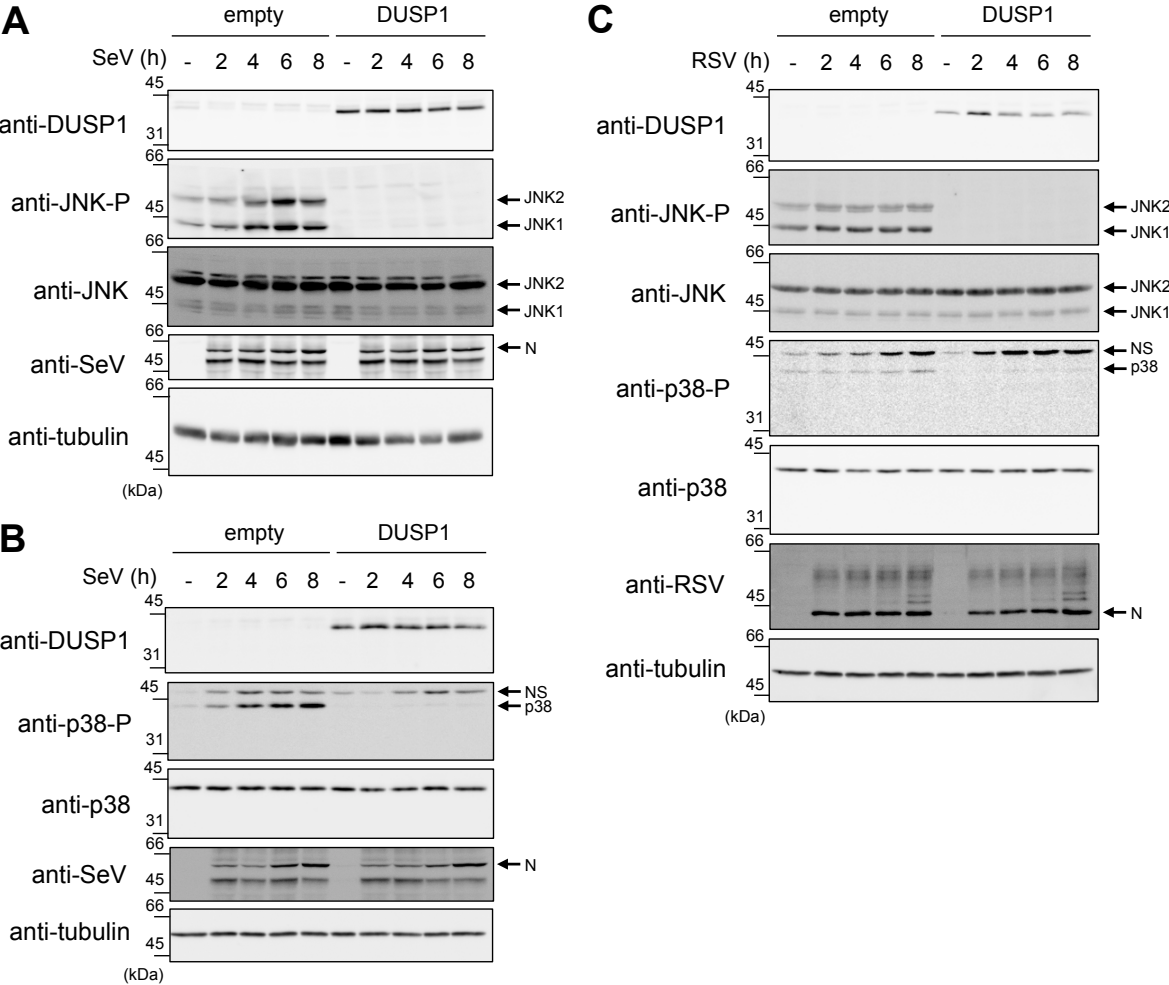 A
empty DUSP1
SeV (h) - 2 4 6 8 - 2 4 6 8
45
anti-DUSP1
31
66
anti-JNK-P
JNK2
45
JNK1
66
anti-JNK
JNK2
45
JNK1
66
anti-SeV
N
45
66
anti-tubulin
45
(kDa)
B
empty DUSP1
SeV (h) - 2 4 6 8 - 2 4 6 8
45
anti-DUSP1
31
45
NS
anti-p38-P
p38
31
45
anti-p38
31
66
anti-SeV
N
45
66
anti-tubulin
45
(kDa)
C
empty DUSP1
RSV (h) - 2 4 6 8 - 2 4 6 8
45
anti-DUSP1
31
66
anti-JNK-P
JNK2
45
JNK1
66
anti-JNK
JNK2
45
JNK1
45
NS
p38
anti-p38-P
31
45
anti-p38
31
66
anti-RSV
45
N
66
anti-tubulin
45
(kDa)